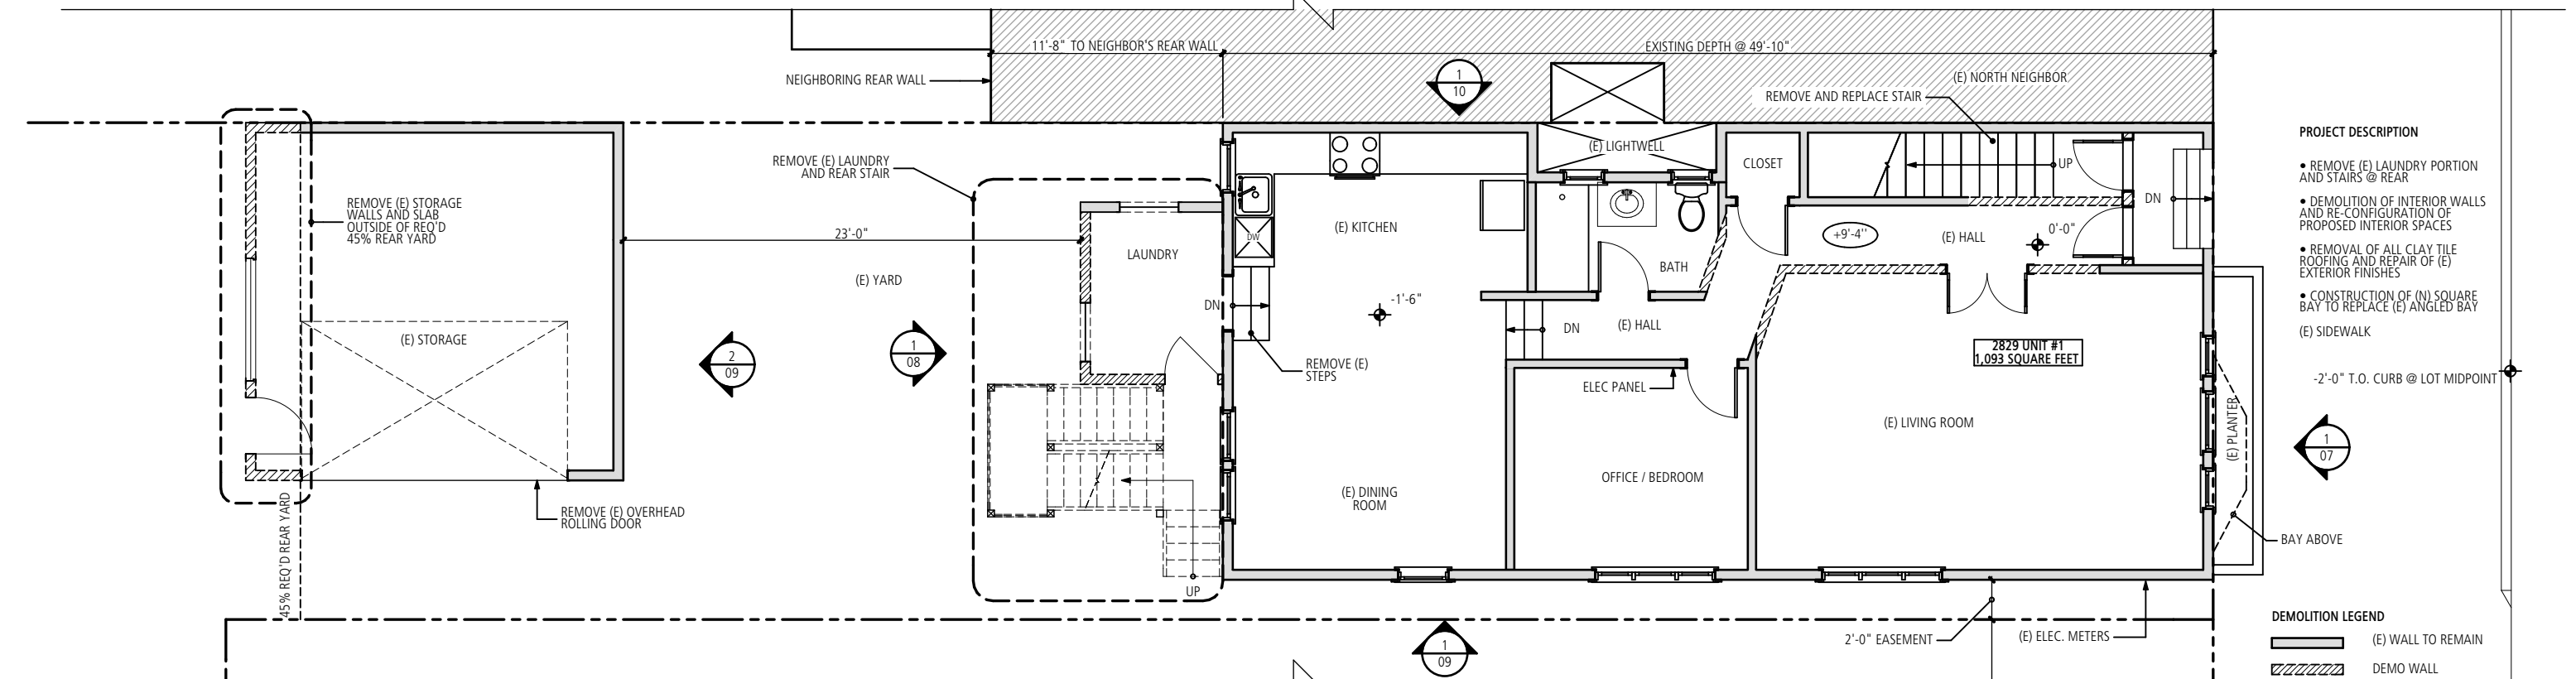 11'-8" TO NEIGHBOR'S REAR WALL
EXISTING DEPTH @ 49'-10"
NEIGHBORING REAR WALL
1
10
(E) NORTH NEIGHBOR
REMOVE AND REPLACE STAIR
REMOVE (E) LAUNDRY
AND REAR STAIR
(E) LIGHTWELL
CLOSET
UP
DN
REMOVE (E) STORAGE
WALLS AND SLAB
OUTSIDE OF REQ'D
45% REAR YARD
23'-0"
LAUNDRY
DW
(E) KITCHEN
BATH
+9'-4"
(E) HALL
0'-0"
(E) YARD
DN
-1'-6"
DN
(E) HALL
(E) STORAGE
2
09
1
08
REMOVE (E)
STEPS
ELEC PANEL
2829 UNIT #1
1,093 SQUARE FEET
(E) LIVING ROOM
(E) PLANTER
1
07
OFFICE / BEDROOM
(E) DINING
ROOM
REMOVE (E) OVERHEAD
ROLLING DOOR
45% REQ'D REAR YARD
BAY ABOVE
UP
2'-0" EASEMENT
(E) ELEC. METERS
1
09
PROJECT DESCRIPTION
• REMOVE (E) LAUNDRY PORTION
AND STAIRS @ REAR
• DEMOLITION OF INTERIOR WALLS
AND RE-CONFIGURATION OF
PROPOSED INTERIOR SPACES
• REMOVAL OF ALL CLAY TILE
ROOFING AND REPAIR OF (E)
EXTERIOR FINISHES
• CONSTRUCTION OF (N) SQUARE
BAY TO REPLACE (E) ANGLED BAY
(E) SIDEWALK
-2'-0" T.O. CURB @ LOT MIDPOINT
DEMOLITION LEGEND
(E) WALL TO REMAIN
DEMO WALL